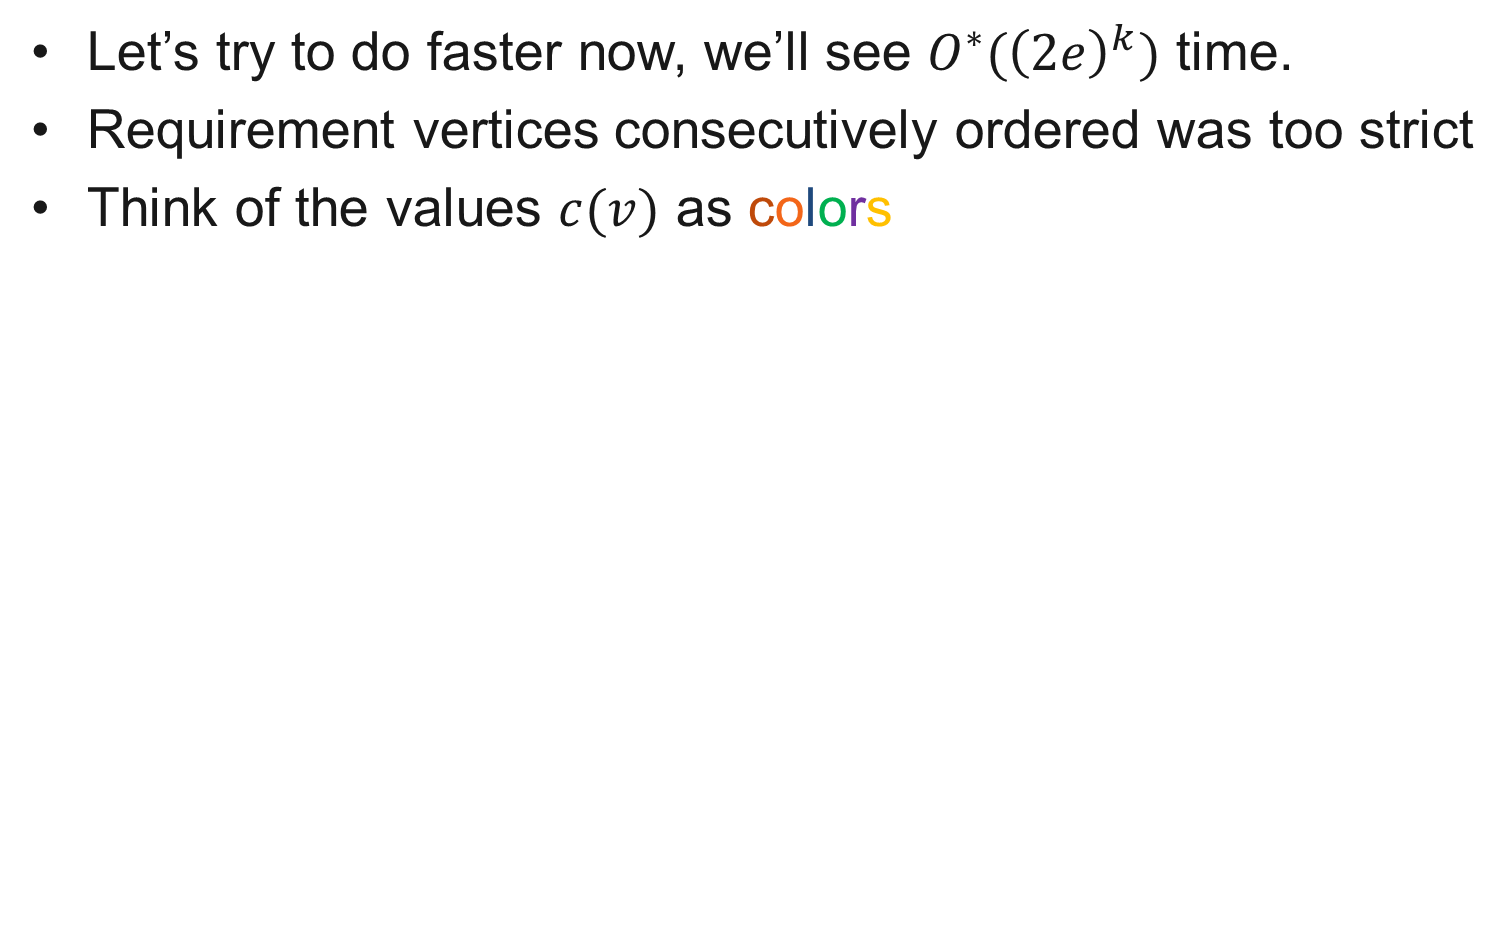 • Let’s try to do faster now, we’ll see 𝑂*((2𝑒)^𝑘) time.
• Requirement vertices consecutively ordered was too strict
• Think of the values 𝑐(𝑣) as colors